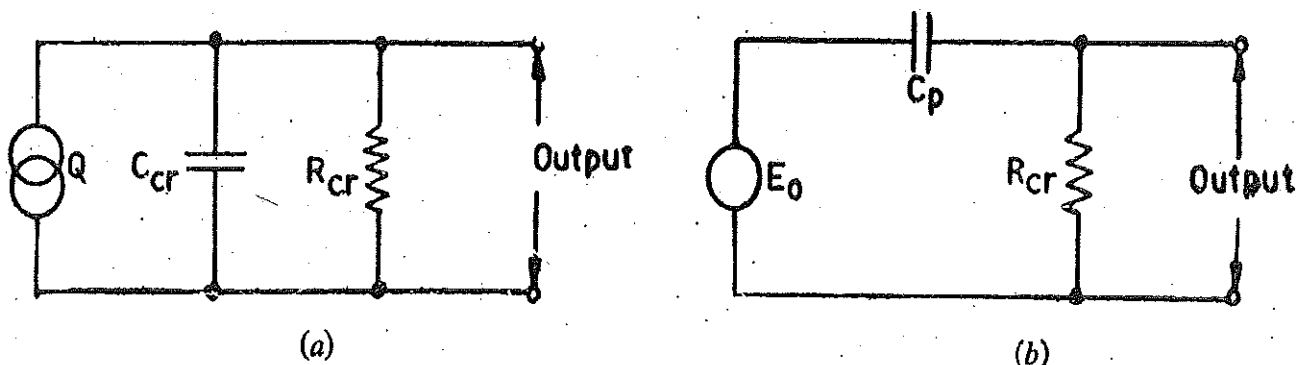 Q
C_cr
R_cr
Output
(a)
C_p
E_0
R_cr
Output
(b)